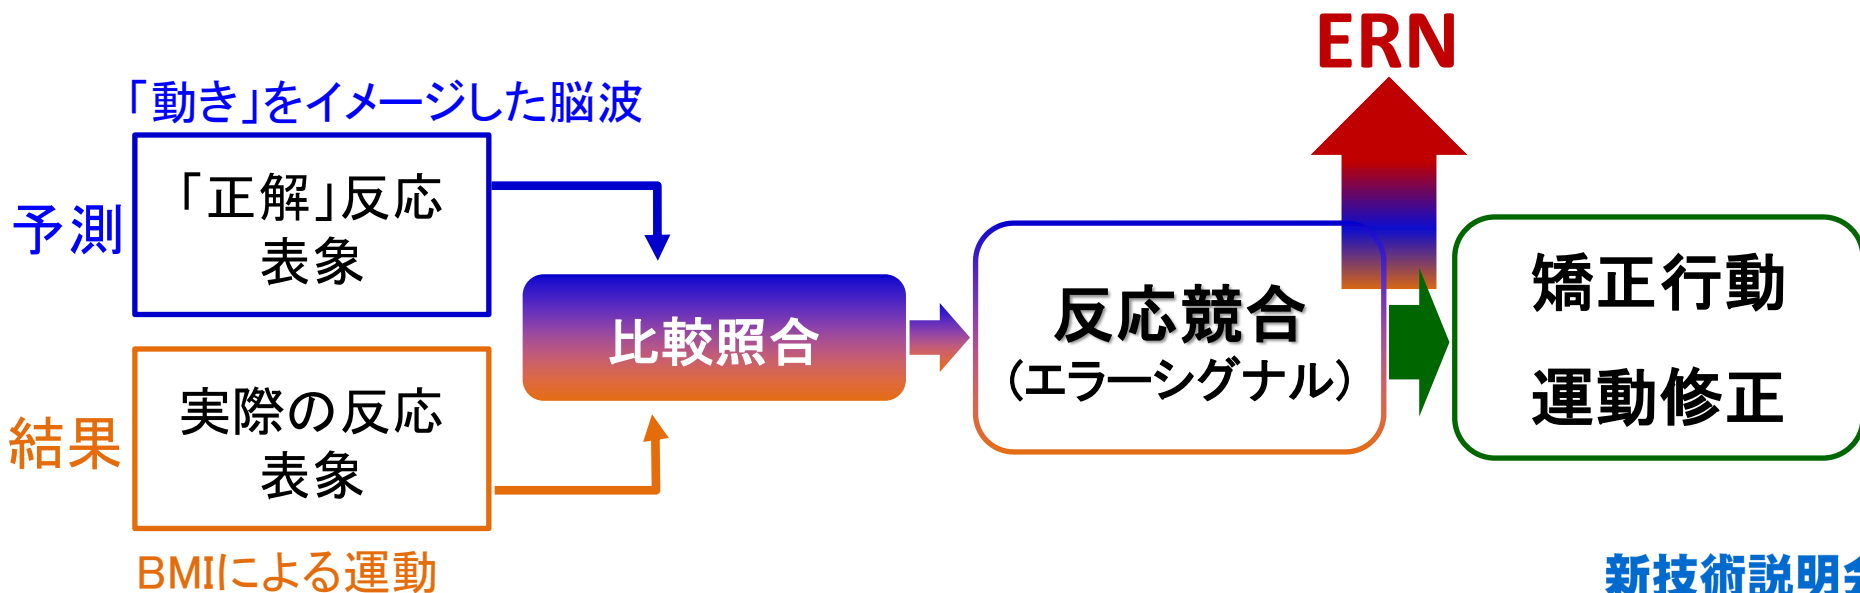 ERN
「動き」をイメージした脳波
予測
「正解」反応
表象
比較照合
反応競合
(エラーシグナル)
矯正行動
運動修正
結果
実際の反応
表象
BMIによる運動
新技術説明会